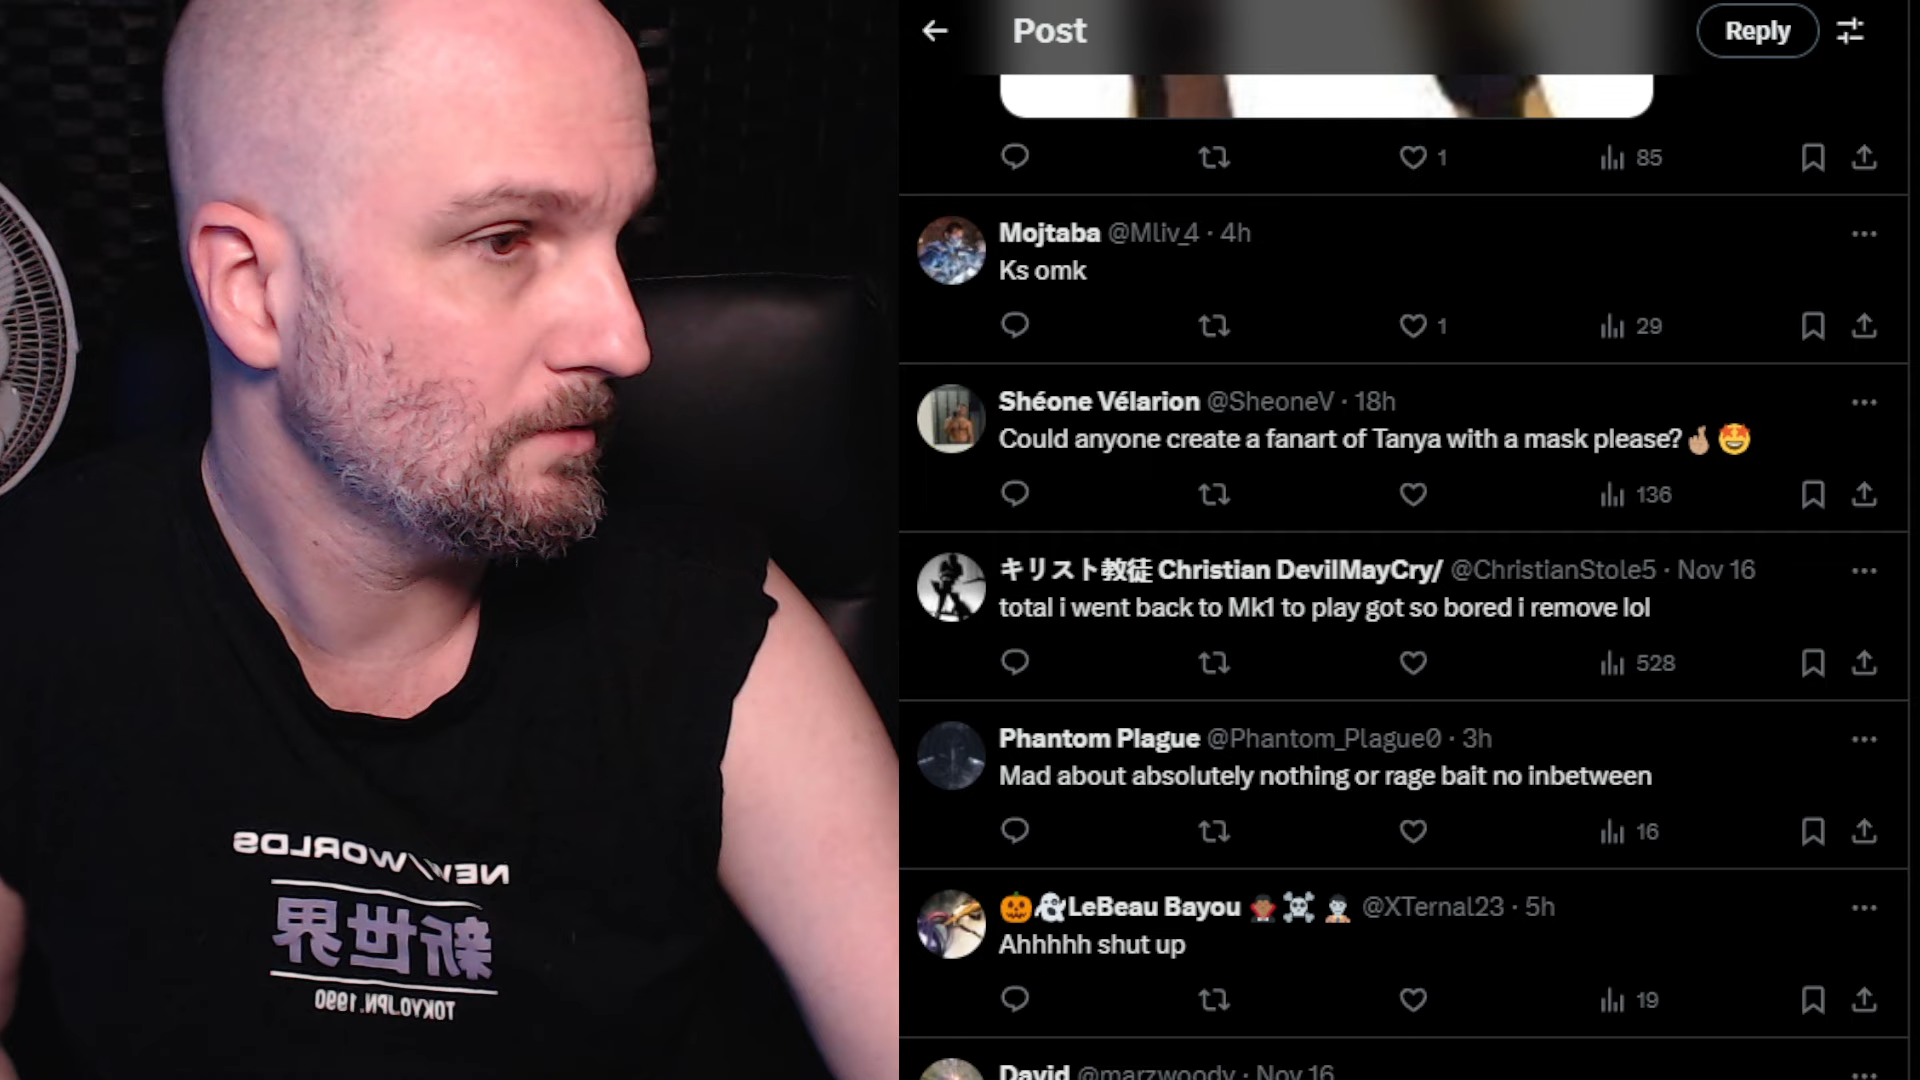 Post
Reply
1
85
Mojtaba @Mliv_4 · 4h
Ks omk
1
29
Shéone Vélarion @SheoneV · 18h
Could anyone create a fanart of Tanya with a mask please?🤞🏼🤩
136
キリスト教徒 Christian DevilMayCry/ @ChristianStole5 · Nov 16
total i went back to Mk1 to play got so bored i remove lol
528
Phantom Plague @Phantom_Plague0 · 3h
Mad about absolutely nothing or rage bait no inbetween
16
🎃👻LeBeau Bayou @XTernal23 · 5h
Ahhhhh shut up
19
David @marzwoody · Nov 16
NEW/WORLDS
新世界
TOKYO.JPN.1990